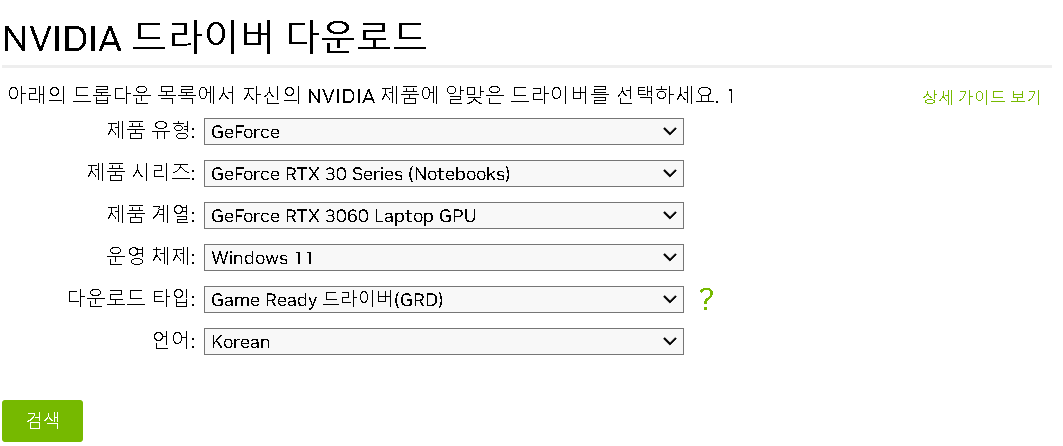 NVIDIA 드라이버 다운로드
아래의 드롭다운 목록에서 자신의 NVIDIA 제품에 알맞은 드라이버를 선택하세요. 1 상세 가이드 보기
제품 유형: GeForce
제품 시리즈: GeForce RTX 30 Series (Notebooks)
제품 계열: GeForce RTX 3060 Laptop GPU
운영 체제: Windows 11
다운로드 타입: Game Ready 드라이버(GRD) ?
언어: Korean
검색